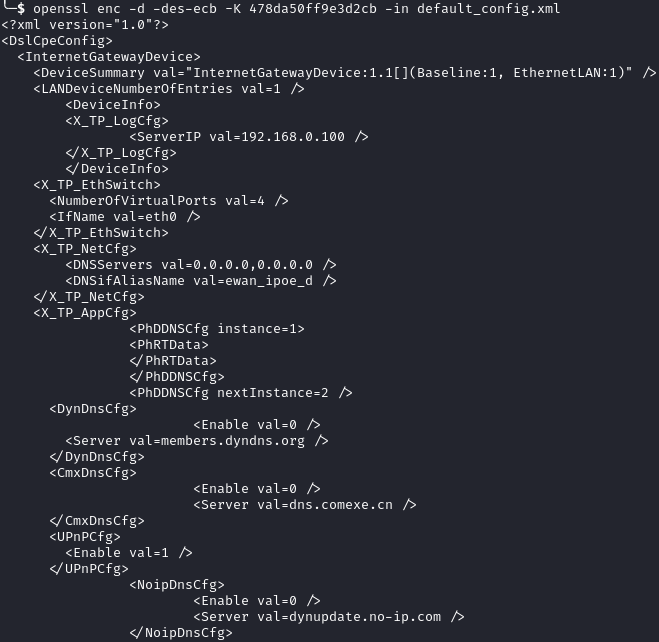 $ openssl enc -d -des-ecb -K 478da50ff9e3d2cb -in default_config.xml
<?xml version="1.0"?>
<DslCpeConfig>
<InternetGatewayDevice>
<DeviceSummary val="InternetGatewayDevice:1.1[](Baseline:1, EthernetLAN:1)" />
<LANDeviceNumberOfEntries val=1 />
<DeviceInfo>
<X_TP_LogCfg>
<ServerIP val=192.168.0.100 />
</X_TP_LogCfg>
</DeviceInfo>
<X_TP_EthSwitch>
<NumberOfVirtualPorts val=4 />
<IfName val=eth0 />
</X_TP_EthSwitch>
<X_TP_NetCfg>
<DNSServers val=0.0.0.0,0.0.0.0 />
<DNSifAliasName val=ewan_ipoe_d />
</X_TP_NetCfg>
<X_TP_AppCfg>
<PhDDNSCfg instance=1>
<PhRTData>
</PhRTData>
</PhDDNSCfg>
<PhDDNSCfg nextInstance=2 />
<DynDnsCfg>
<Enable val=0 />
<Server val=members.dyndns.org />
</DynDnsCfg>
<CmxDnsCfg>
<Enable val=0 />
<Server val=dns.comexe.cn />
</CmxDnsCfg>
<UPnPCfg>
<Enable val=1 />
</UPnPCfg>
<NoipDnsCfg>
<Enable val=0 />
<Server val=dynupdate.no-ip.com />
</NoipDnsCfg>